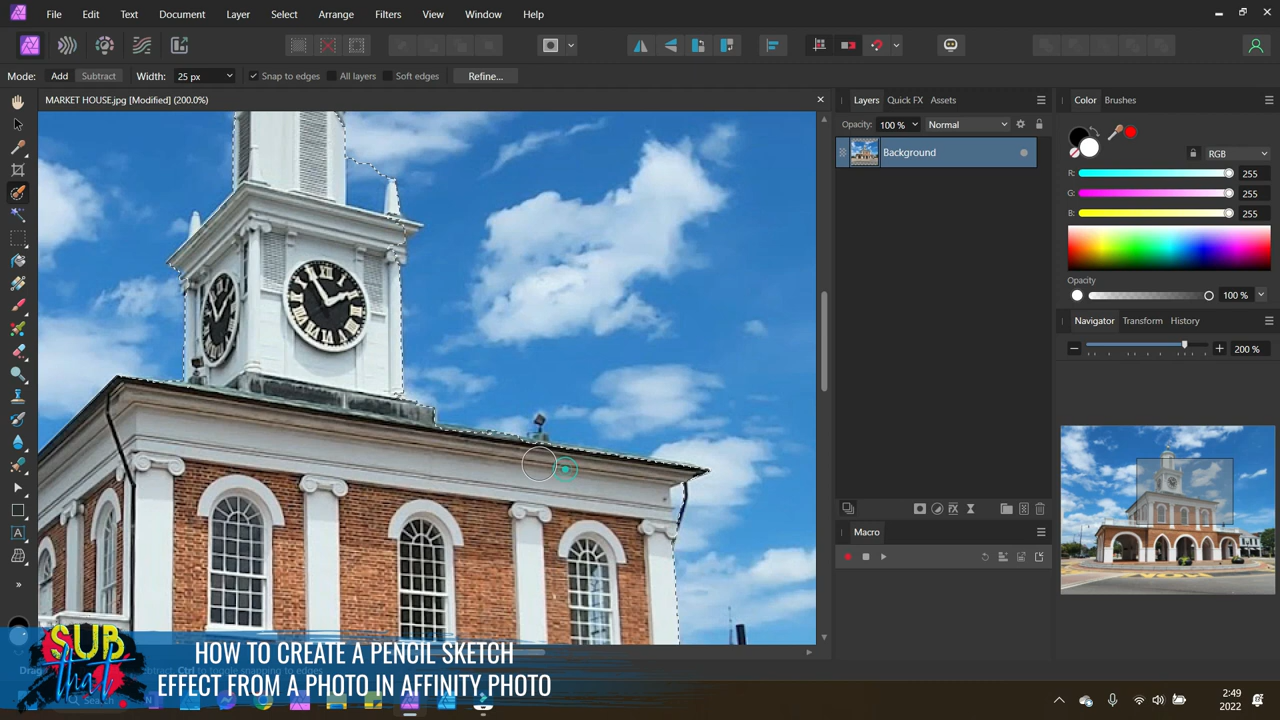 File Edit Text Document Layer Select Arrange Filters View Window Help
Mode: Add Subtract Width: 25 px Snap to edges All layers Soft edges Refine...
MARKET HOUSE.jpg [Modified] (200.0%)
Layers Quick FX Assets
Color Brushes
Opacity: 100 % Normal
Background
RGB
R: 255
G: 255
B: 255
Opacity
100 %
Navigator Transform History
200 %
Macro
SUB
that
HOW TO CREATE A PENCIL SKETCH
EFFECT FROM A PHOTO IN AFFINITY PHOTO
Search
2:49
2022